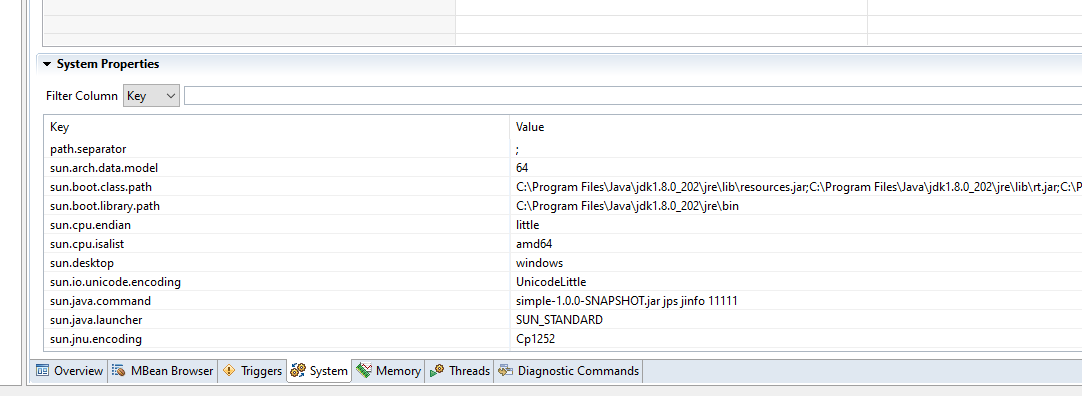 System Properties
Filter Column Key
Key Value
path.separator ;
sun.arch.data.model 64
sun.boot.class.path C:\Program Files\Java\jdk1.8.0_202\jre\lib\resources.jar;C:\Program Files\Java\jdk1.8.0_202\jre\lib\rt.jar;C:\P
sun.boot.library.path C:\Program Files\Java\jdk1.8.0_202\jre\bin
sun.cpu.endian little
sun.cpu.isalist amd64
sun.desktop windows
sun.io.unicode.encoding UnicodeLittle
sun.java.command simple-1.0.0-SNAPSHOT.jar jps jinfo 11111
sun.java.launcher SUN_STANDARD
sun.jnu.encoding Cp1252
Overview MBean Browser Triggers System Memory Threads Diagnostic Commands